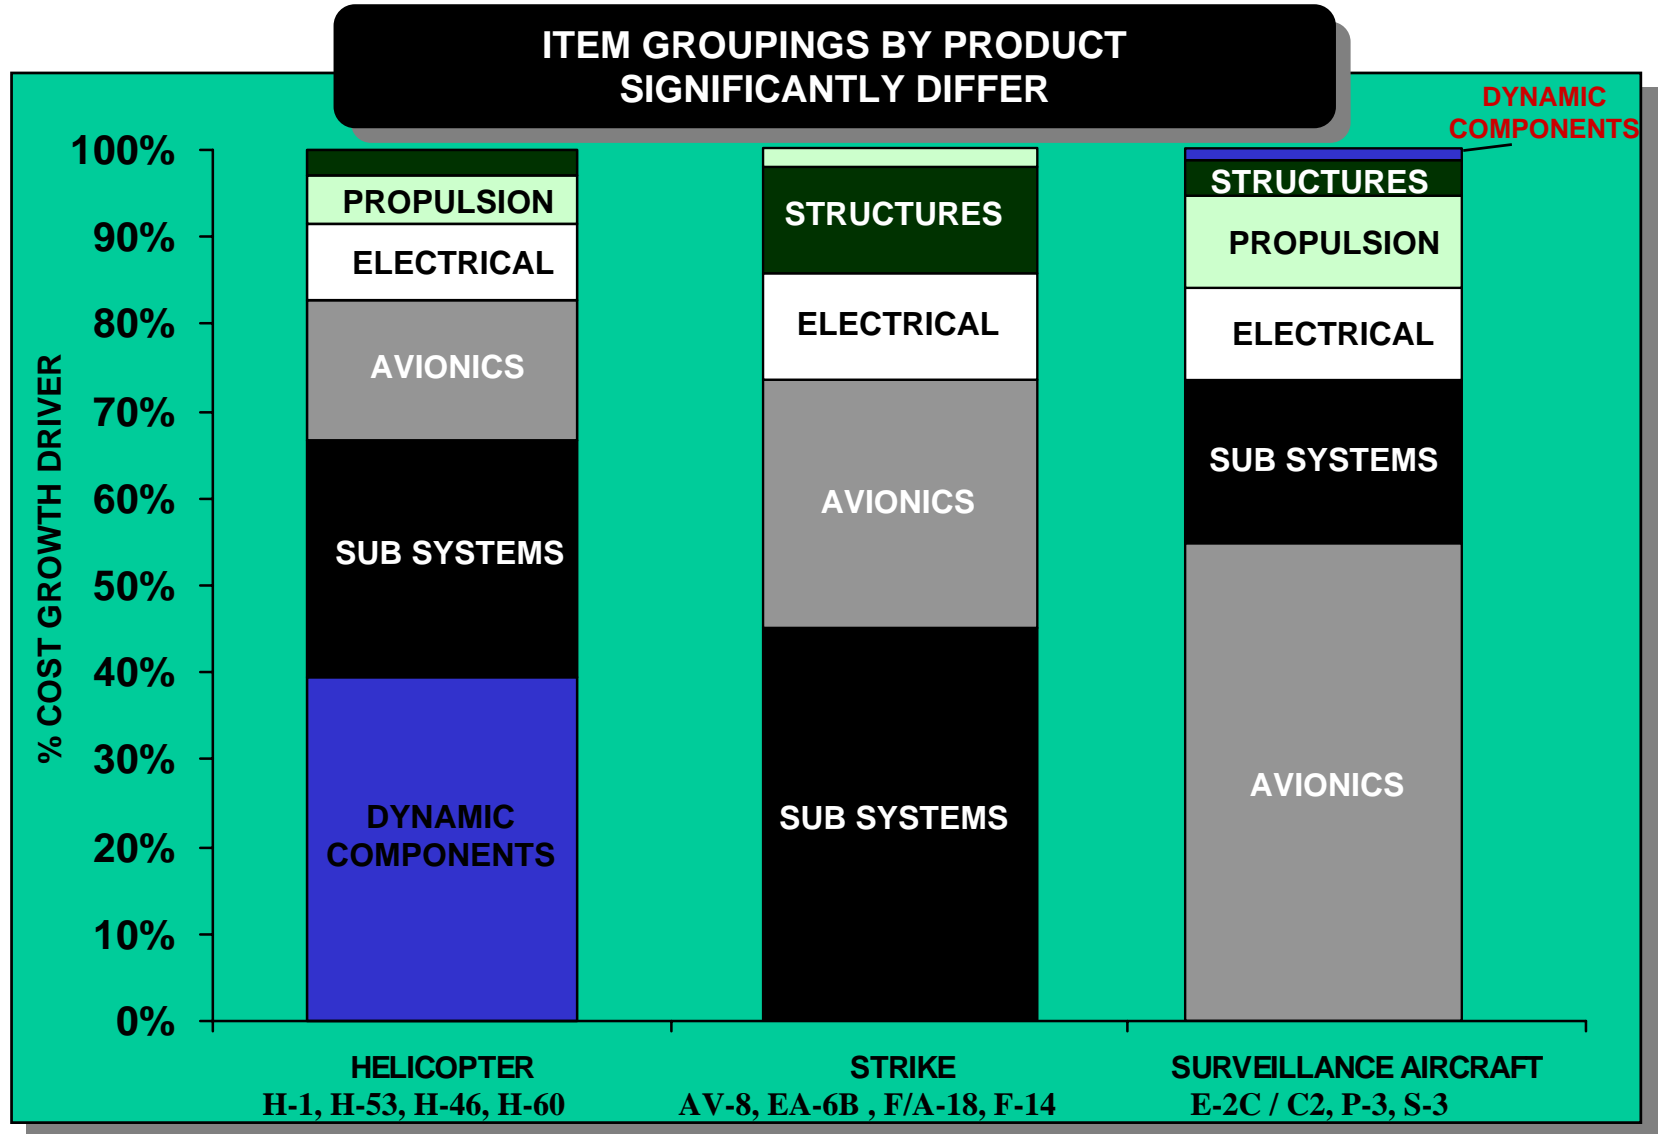 ITEM GROUPINGS BY PRODUCT
SIGNIFICANTLY DIFFER
% COST GROWTH DRIVER
100%
90%
80%
70%
60%
50%
40%
30%
20%
10%
0%
PROPULSION
ELECTRICAL
AVIONICS
SUB SYSTEMS
DYNAMIC
COMPONENTS
STRUCTURES
ELECTRICAL
AVIONICS
SUB SYSTEMS
DYNAMIC
COMPONENTS
STRUCTURES
PROPULSION
ELECTRICAL
SUB SYSTEMS
AVIONICS
HELICOPTER
H-1, H-53, H-46, H-60
STRIKE
AV-8, EA-6B , F/A-18, F-14
SURVEILLANCE AIRCRAFT
E-2C / C2, P-3, S-3